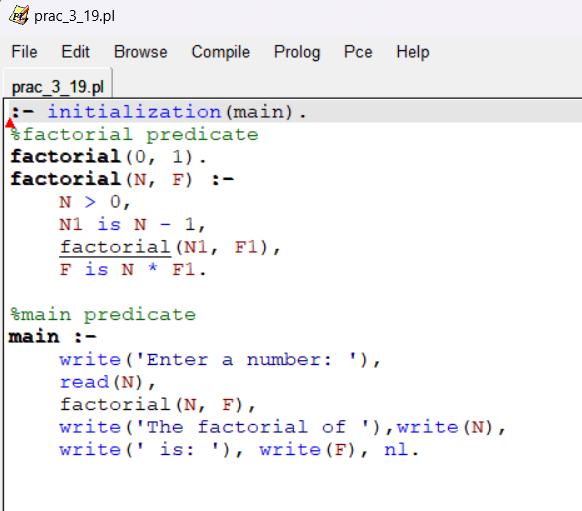 prac_3_19.pl
File Edit Browse Compile Prolog Pce Help
prac_3_19.pl
:- initialization(main).
%factorial predicate
factorial(0, 1).
factorial(N, F) :-
    N > 0,
    N1 is N - 1,
    factorial(N1, F1),
    F is N * F1.

%main predicate
main :-
    write('Enter a number: '),
    read(N),
    factorial(N, F),
    write('The factorial of '),write(N),
    write(' is: '), write(F), nl.